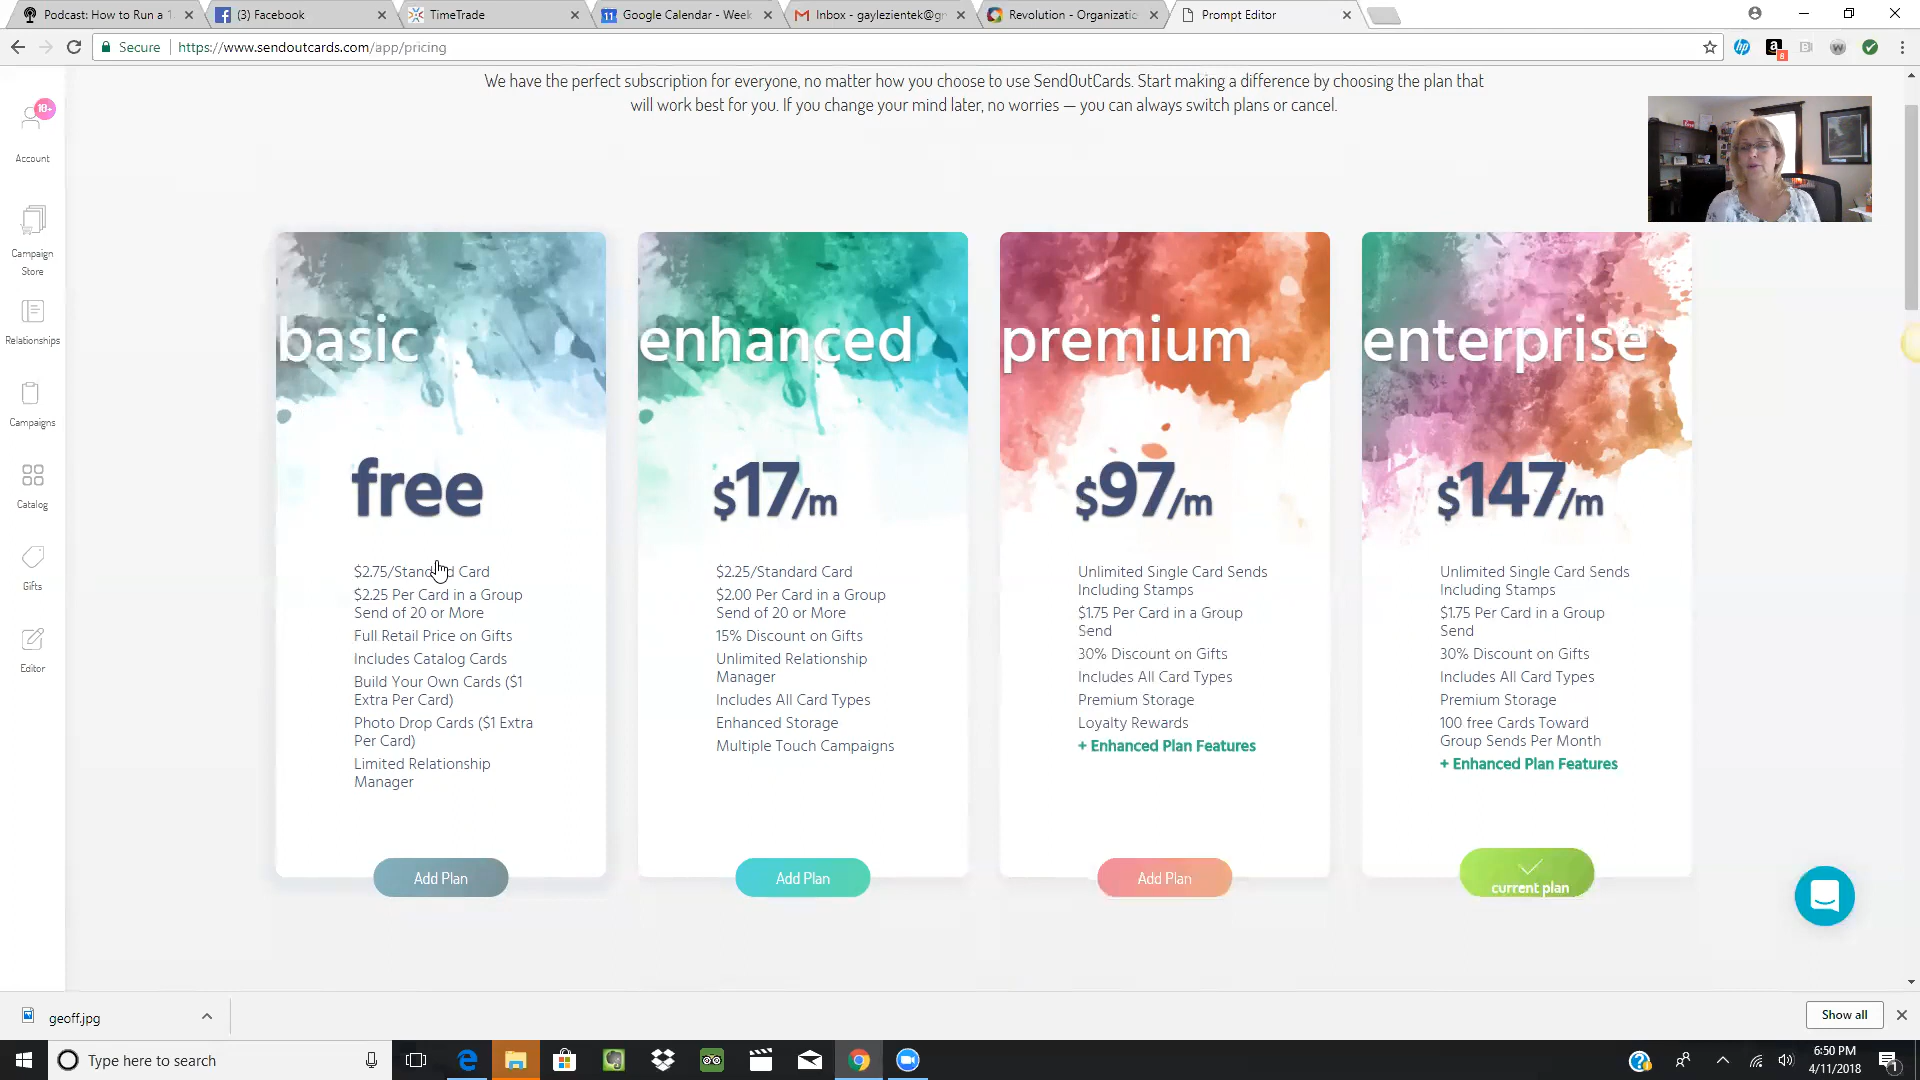 Podcast: How to Run a 1
(3) Facebook
TimeTrade
11 Google Calendar - Week
Inbox - gaylezientek@gm
Revolution - Organizatio
Prompt Editor
Secure https://www.sendoutcards.com/app/pricing
We have the perfect subscription for everyone, no matter how you choose to use SendOutCards. Start making a difference by choosing the plan that
will work best for you. If you change your mind later, no worries — you can always switch plans or cancel.
10+
Account
Campaign
Store
Relationships
Campaigns
Catalog
Gifts
Editor
basic
free
$2.75/Standard Card
$2.25 Per Card in a Group
Send of 20 or More
Full Retail Price on Gifts
Includes Catalog Cards
Build Your Own Cards ($1
Extra Per Card)
Photo Drop Cards ($1 Extra
Per Card)
Limited Relationship
Manager
Add Plan
enhanced
$17/m
$2.25/Standard Card
$2.00 Per Card in a Group
Send of 20 or More
15% Discount on Gifts
Unlimited Relationship
Manager
Includes All Card Types
Enhanced Storage
Multiple Touch Campaigns
Add Plan
premium
$97/m
Unlimited Single Card Sends
Including Stamps
$1.75 Per Card in a Group
Send
30% Discount on Gifts
Includes All Card Types
Premium Storage
Loyalty Rewards
+ Enhanced Plan Features
Add Plan
enterprise
$147/m
Unlimited Single Card Sends
Including Stamps
$1.75 Per Card in a Group
Send
30% Discount on Gifts
Includes All Card Types
Premium Storage
100 free Cards Toward
Group Sends Per Month
+ Enhanced Plan Features
current plan
geoff.jpg
Show all
Type here to search
6:50 PM
4/11/2018